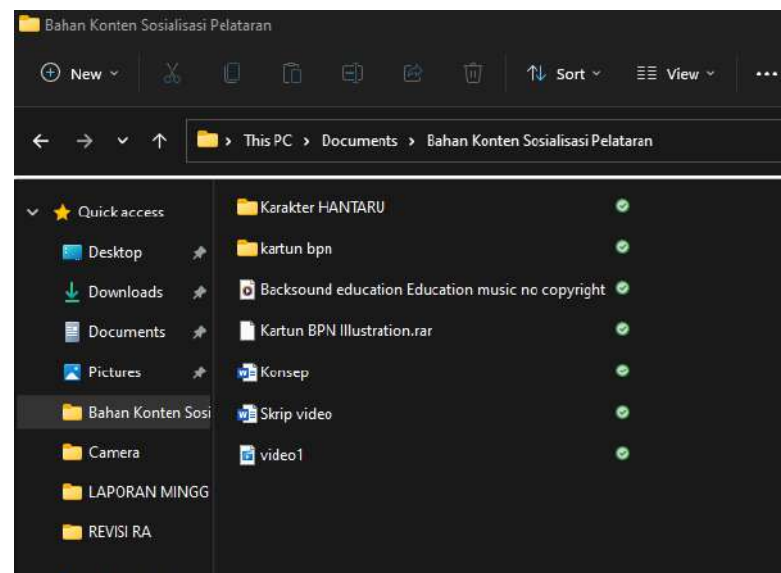 Bahan Konten Sosialisasi Pelataran
New Sort View ...
This PC > Documents > Bahan Konten Sosialisasi Pelataran
Quick access
Desktop
Downloads
Documents
Pictures
Bahan Konten Sosi
Camera
LAPORAN MINGG
REVISI RA
Karakter HANTARU
kartun bpn
Backsound education Education music no copyright
Kartun BPN Illustration.rar
Konsep
Skrip video
video1